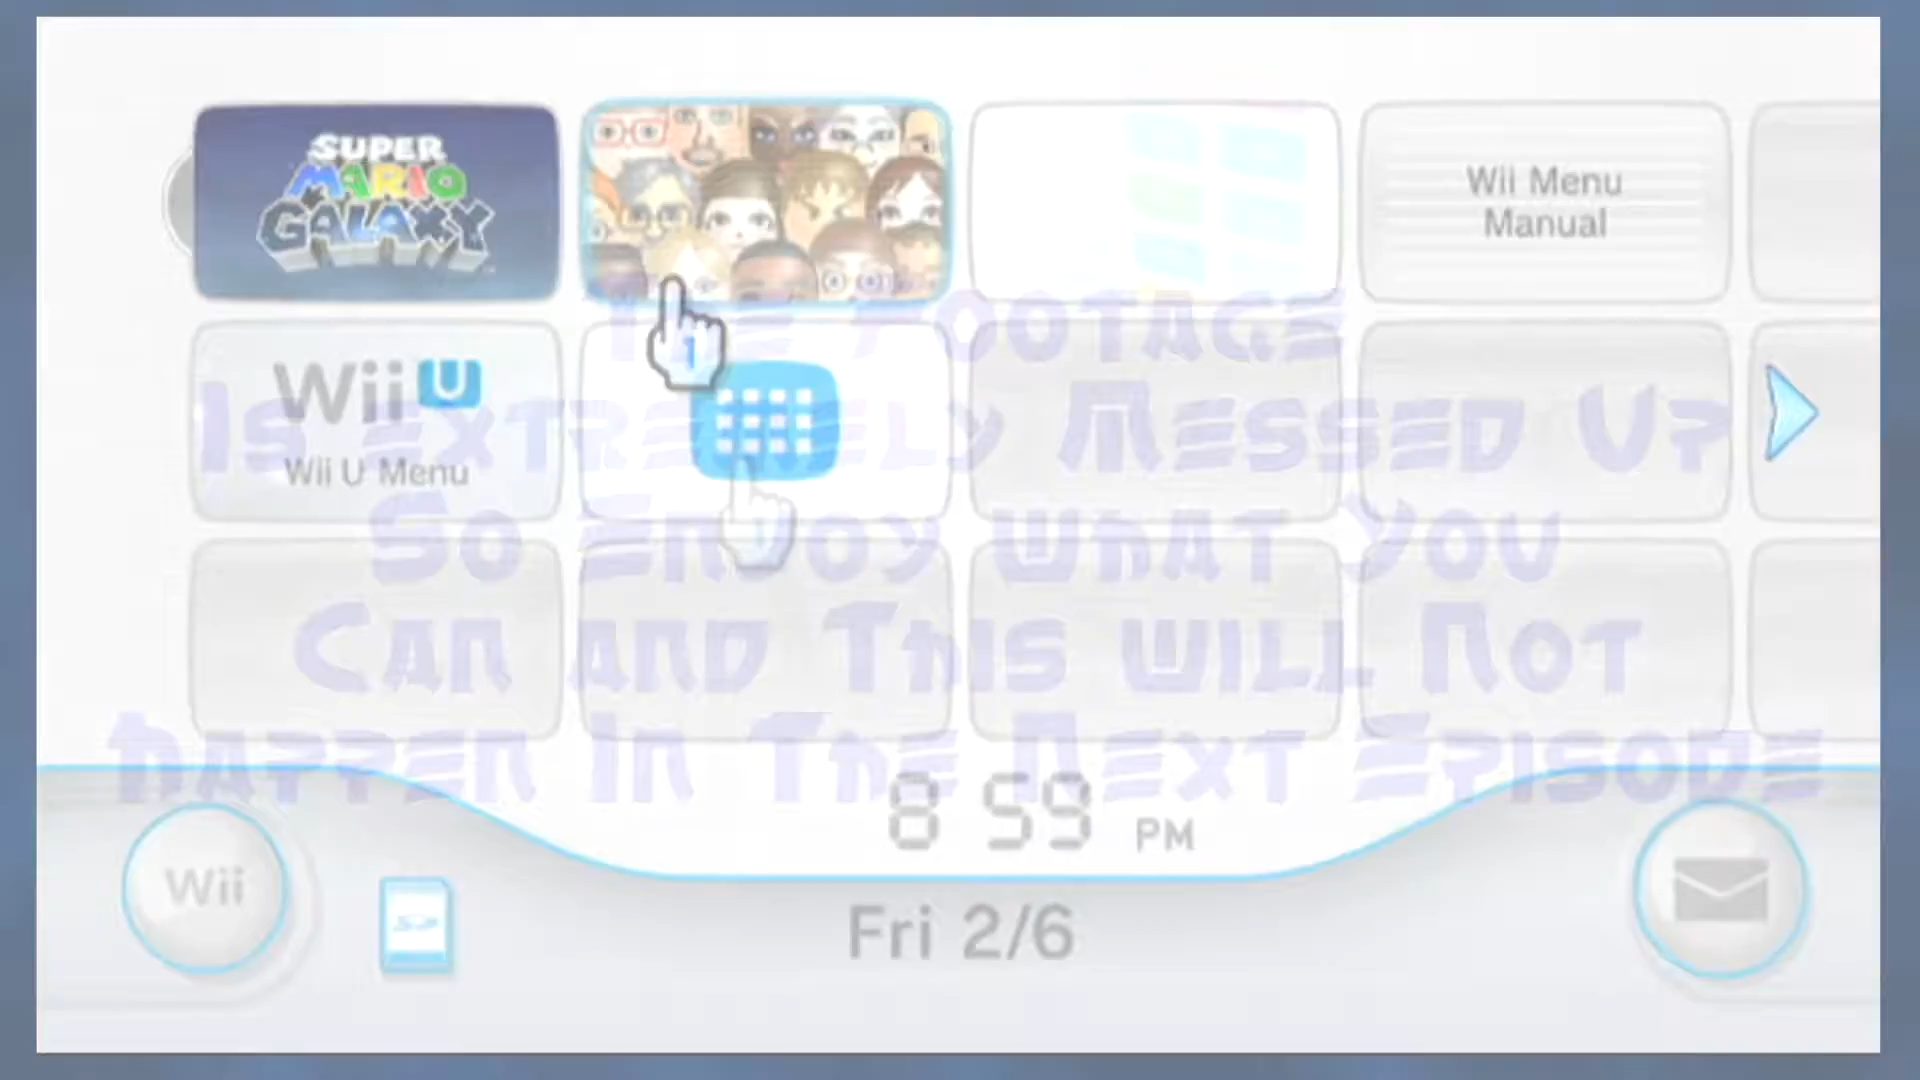 SUPER
MARIO
GALAXY
Wii Menu
Manual
The Footage
Wii U
Is Extremely Messed Up
Wii U Menu
1
So Enjoy What You
Can and This will Not
Happen In The Next Episode
8 59 PM
Wii
Fri 2/6